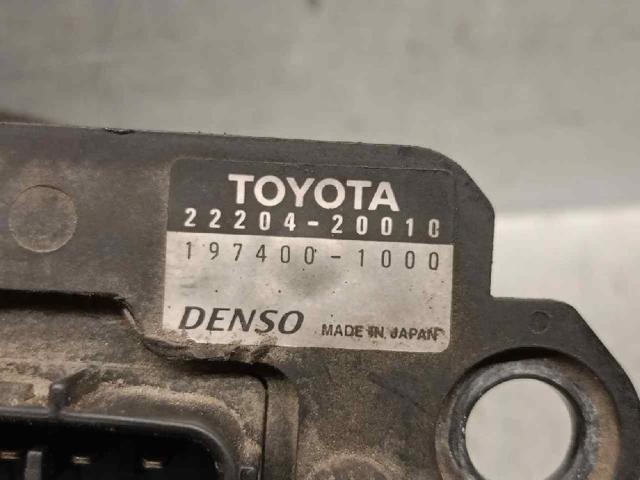 TOYOTA
22204-20010
197400-1000
DENSO MADE IN JAPAN